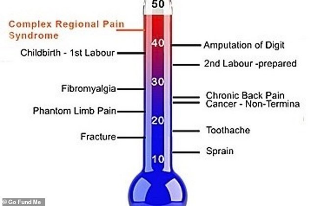 50
Complex Regional Pain
Syndrome
40
Amputation of Digit
Childbirth - 1st Labour
2nd Labour -prepared
30
Fibromyalgia
Chronic Back Pain
Cancer - Non-Termina
Phantom Limb Pain
20
Toothache
Fracture
Sprain
10
© Go Fund Me